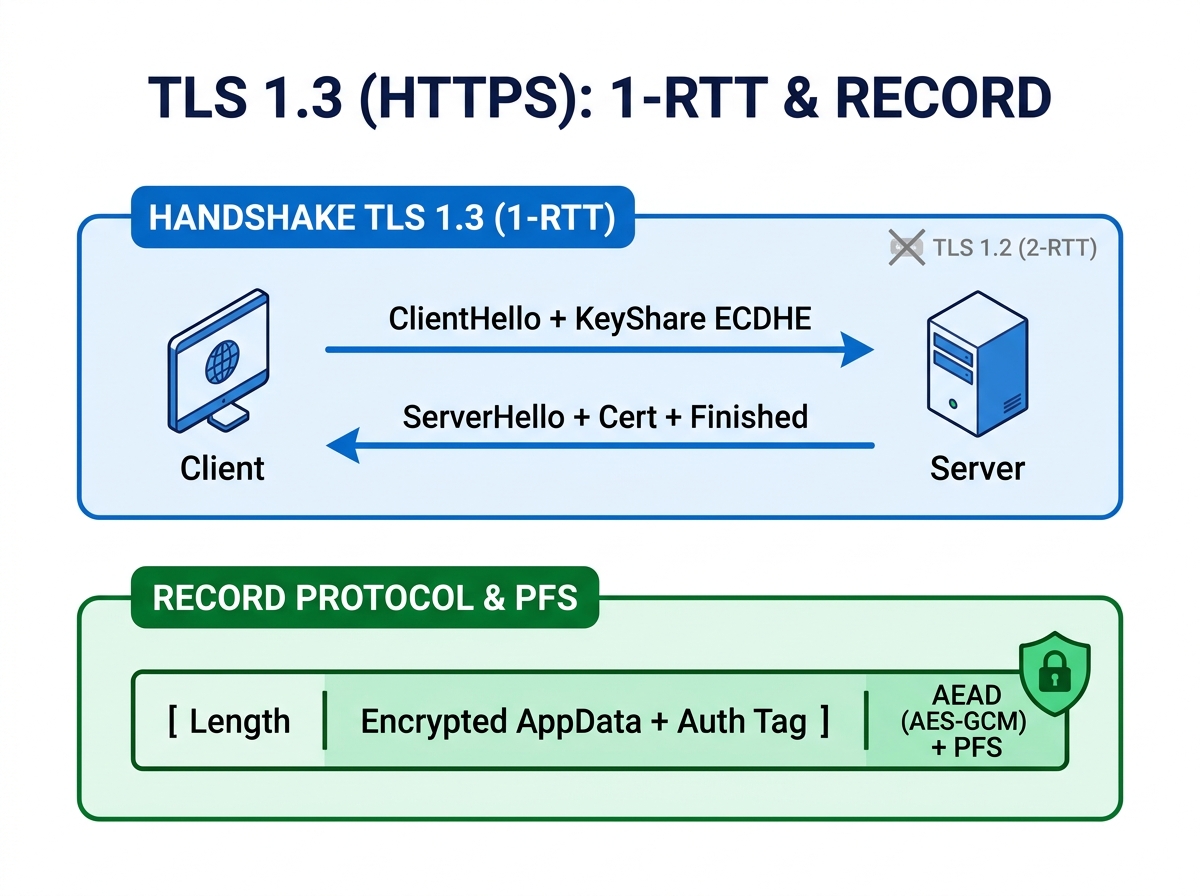 TLS 1.3 (HTTPS): 1-RTT & RECORD
HANDSHAKE TLS 1.3 (1-RTT)
TLS 1.2 (2-RTT)
ClientHello + KeyShare ECDHE
ServerHello + Cert + Finished
Client
Server
RECORD PROTOCOL & PFS
[ Length | Encrypted AppData + Auth Tag ] |
AEAD
(AES-GCM)
+ PFS